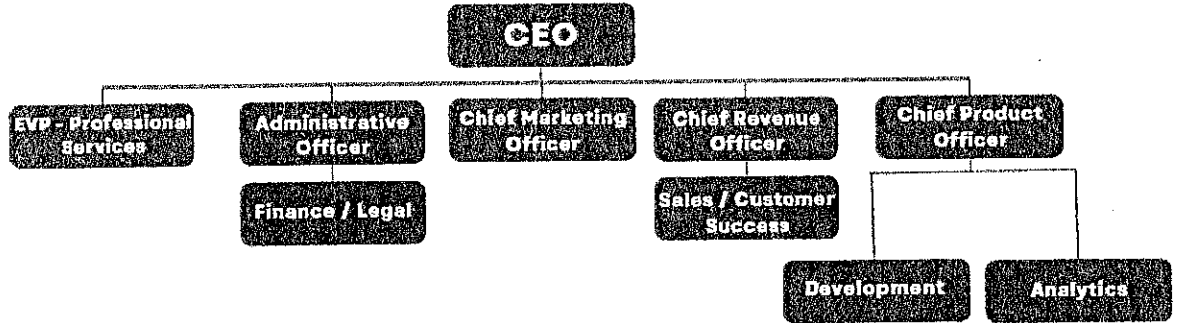 CEO
EVP - Professional
Services
Administrative
Officer
Chief Marketing
Officer
Chief Revenue
Officer
Chief Product
Officer
Finance / Legal
Sales / Customer
Success
Development
Analytics